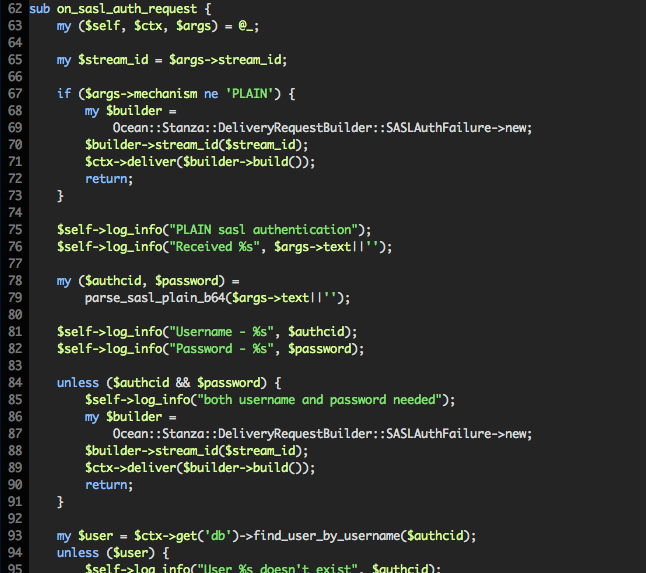 62 sub on_sasl_auth_request {
63     my ($self, $ctx, $args) = @_;
64
65     my $stream_id = $args->stream_id;
66
67     if ($args->mechanism ne 'PLAIN') {
68         my $builder =
69             Ocean::Stanza::DeliveryRequestBuilder::SASLAuthFailure->new;
70         $builder->stream_id($stream_id);
71         $ctx->deliver($builder->build());
72         return;
73     }
74
75     $self->log_info("PLAIN sasl authentication");
76     $self->log_info("Received %s", $args->text||'');
77
78     my ($authcid, $password) =
79         parse_sasl_plain_b64($args->text||'');
80
81     $self->log_info("Username - %s", $authcid);
82     $self->log_info("Password - %s", $password);
83
84     unless ($authcid && $password) {
85         $self->log_info("both username and password needed");
86         my $builder =
87             Ocean::Stanza::DeliveryRequestBuilder::SASLAuthFailure->new;
88         $builder->stream_id($stream_id);
89         $ctx->deliver($builder->build());
90         return;
91     }
92
93     my $user = $ctx->get('db')->find_user_by_username($authcid);
94     unless ($user) {
95         $self->log_info("User %s doesn't exist", $authcid);